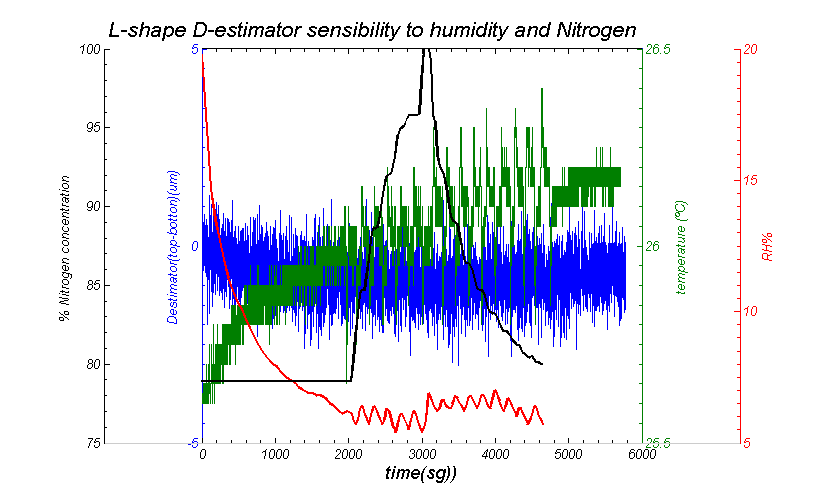 L-shape D-estimator sensibility to humidity and Nitrogen
100
95
90
85
80
75
% Nitrogen concentration
5
0
-5
Destimator(top-botton)(um)
26.5
26
25.5
temperature (ºC)
20
15
10
5
RH%
0 1000 2000 3000 4000 5000 6000
time(sg))